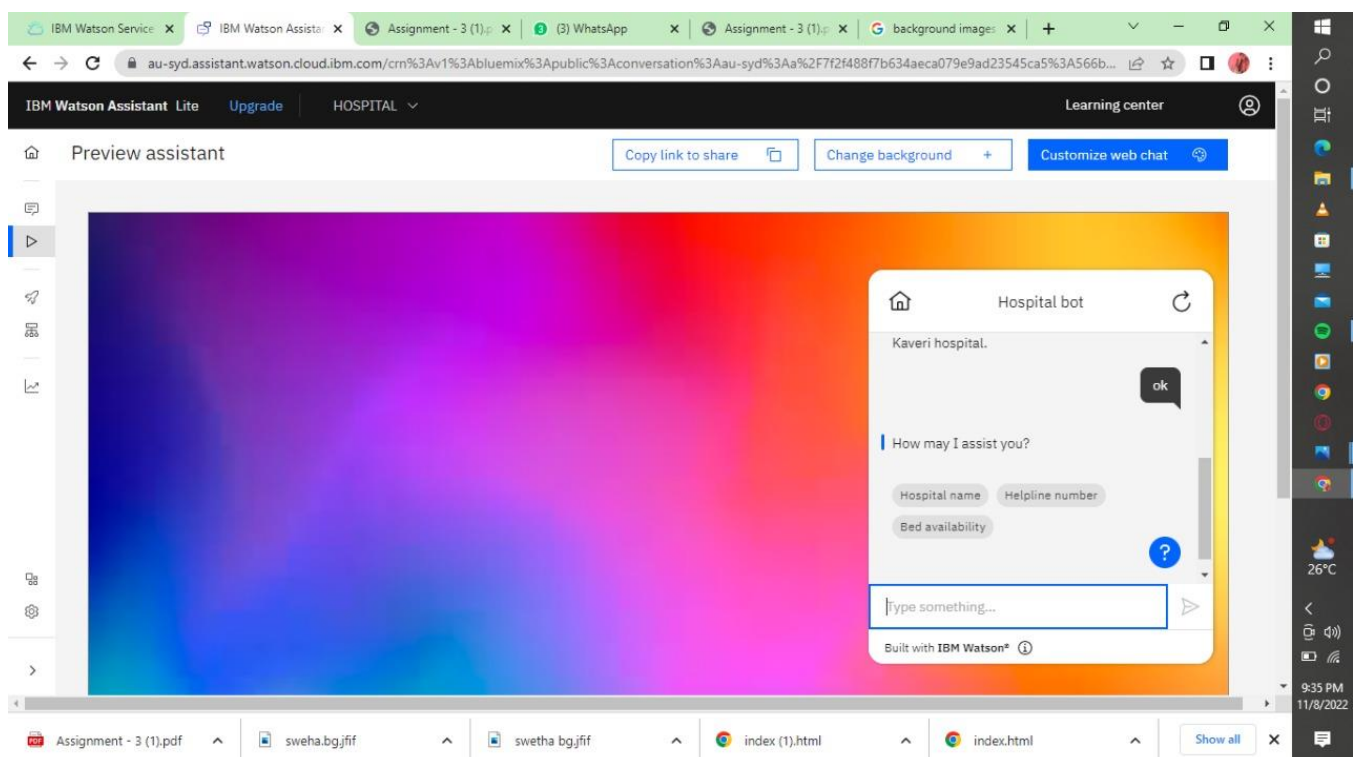 IBM Watson Service
IBM Watson Assista
Assignment - 3 (1).p
(3) WhatsApp
Assignment - 3 (1).p
background images
au-syd.assistant.watson.cloud.ibm.com/crn%3Av1%3Abluemix%3Apublic%3Aconversation%3Aau-syd%3Aa%2F7f2f488f7b634aeca079e9ad23545ca5%3A566b...
IBM Watson Assistant Lite Upgrade HOSPITAL Learning center
Preview assistant Copy link to share Change background + Customize web chat
Hospital bot
Kaveri hospital.
ok
How may I assist you?
Hospital name Helpline number
Bed availability
?
Type something...
Built with IBM Watson®
26°C
9:35 PM
11/8/2022
Assignment - 3 (1).pdf sweha.bg.jfif swetha bg.jfif index (1).html index.html Show all